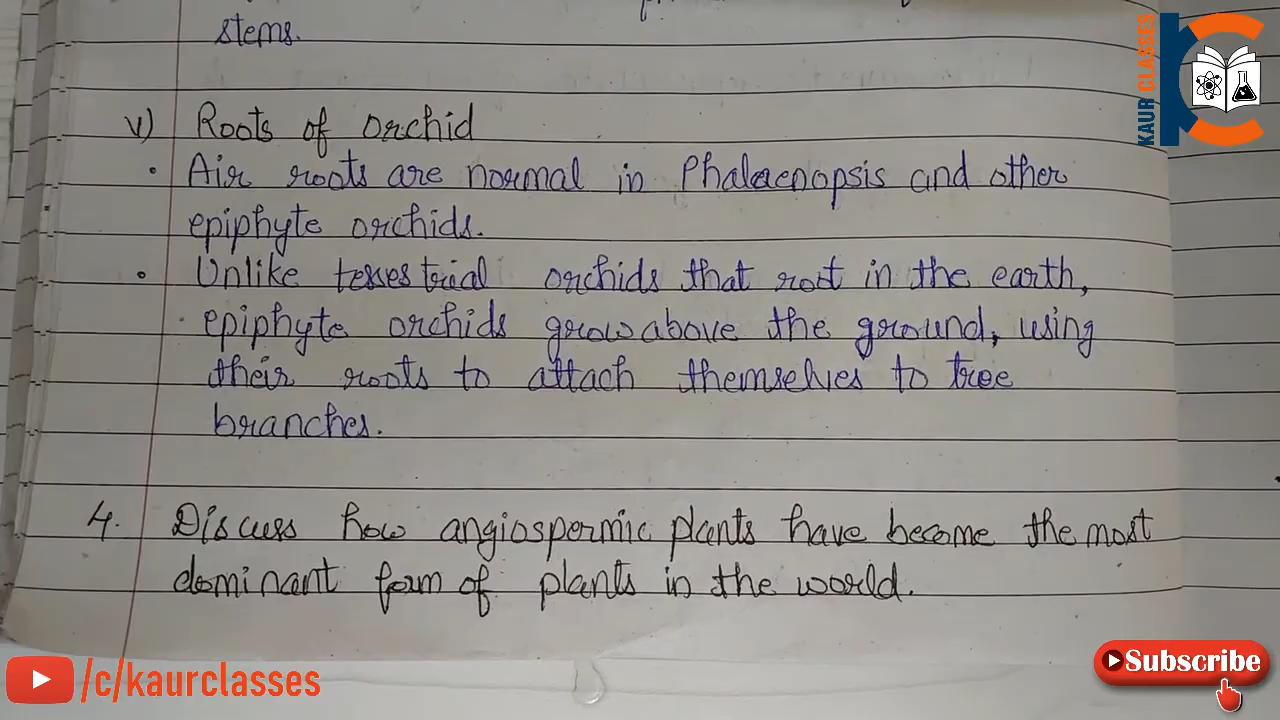 stems.
KAUR CLASSES
v) Roots of Orchid
• Air roots are normal in Phalaenopsis and other
epiphyte orchids.
• Unlike terrestrial orchids that root in the earth,
epiphyte orchids grow above the ground, using
their roots to attach themselves to tree
branches.
4. Discuss how angiospermic plants have become the most
dominant form of plants in the world.
/c/kaurclasses
Subscribe